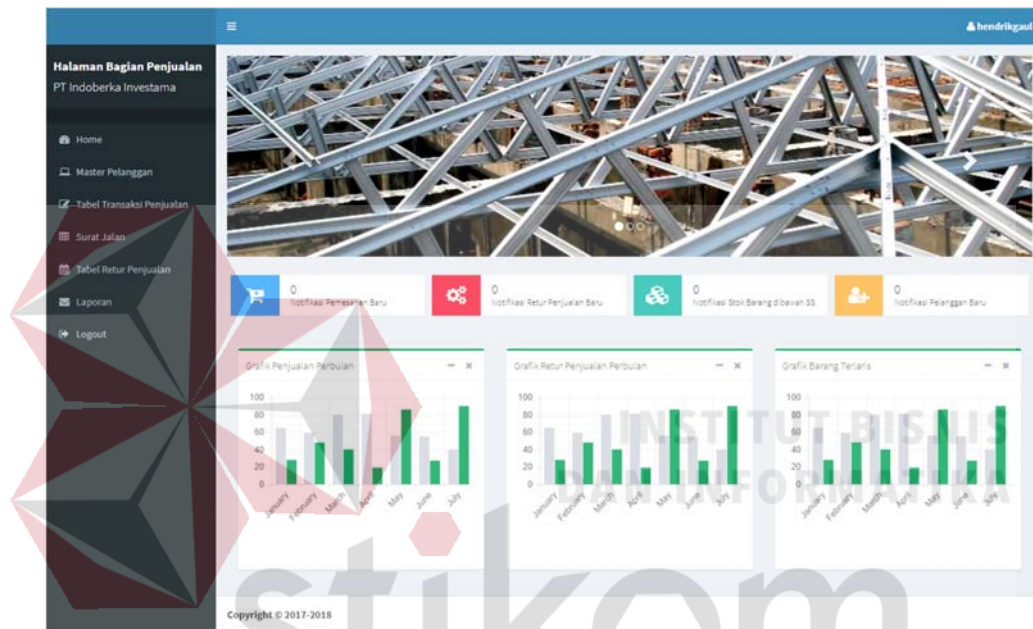 hendrikgaul
Halaman Bagian Penjualan
PT Indoberka Investama
Home
Master Pelanggan
Tabel Transaksi Penjualan
Surat Jalan
Tabel Retur Penjualan
Laporan
Logout
0
Notifikasi Pemesanan Baru
0
Notifikasi Retur Penjualan Baru
0
Notifikasi Stok Barang dibawah SS
0
Notifikasi Pelanggan Baru
Grafik Penjualan Perbulan
100
80
60
40
20
0
January
February
March
April
May
June
July
Grafik Retur Penjualan Perbulan
100
80
60
40
20
0
January
February
March
April
May
June
July
Grafik Barang Terlaris
100
80
60
40
20
0
January
February
March
April
May
June
July
INSTITUT BISNIS
DAN INFORMATIKA
stikom
Copyright © 2017-2018